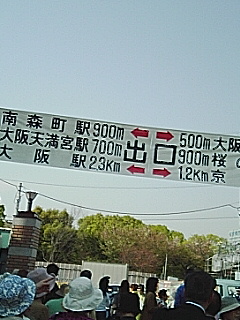 南森町駅900m ← → 500m大阪
大阪天満宮駅700m 出口 900m桜の
大阪駅2.3Km ← → 1.2Km京